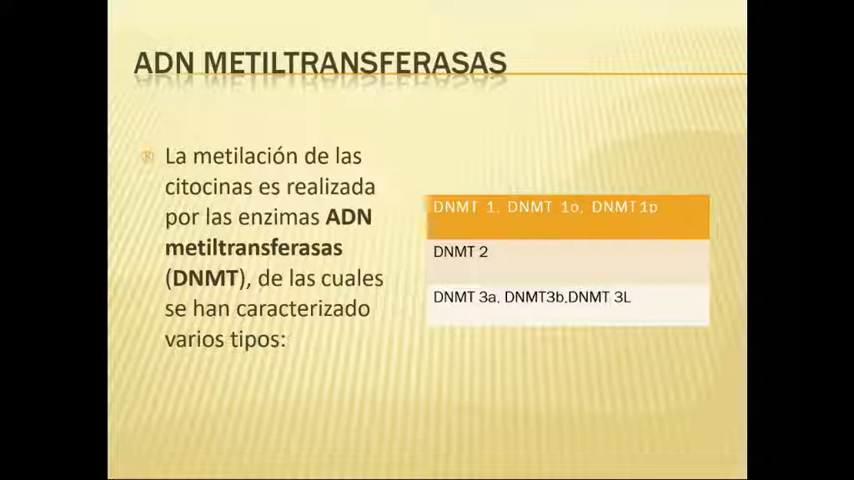 ADN METILTRANSFERASAS
La metilación de las
citocinas es realizada
por las enzimas ADN
metiltransferasas
(DNMT), de las cuales
se han caracterizado
varios tipos:
DNMT 1, DNMT 1o, DNMT1p
DNMT 2
DNMT 3a, DNMT3b,DNMT 3L